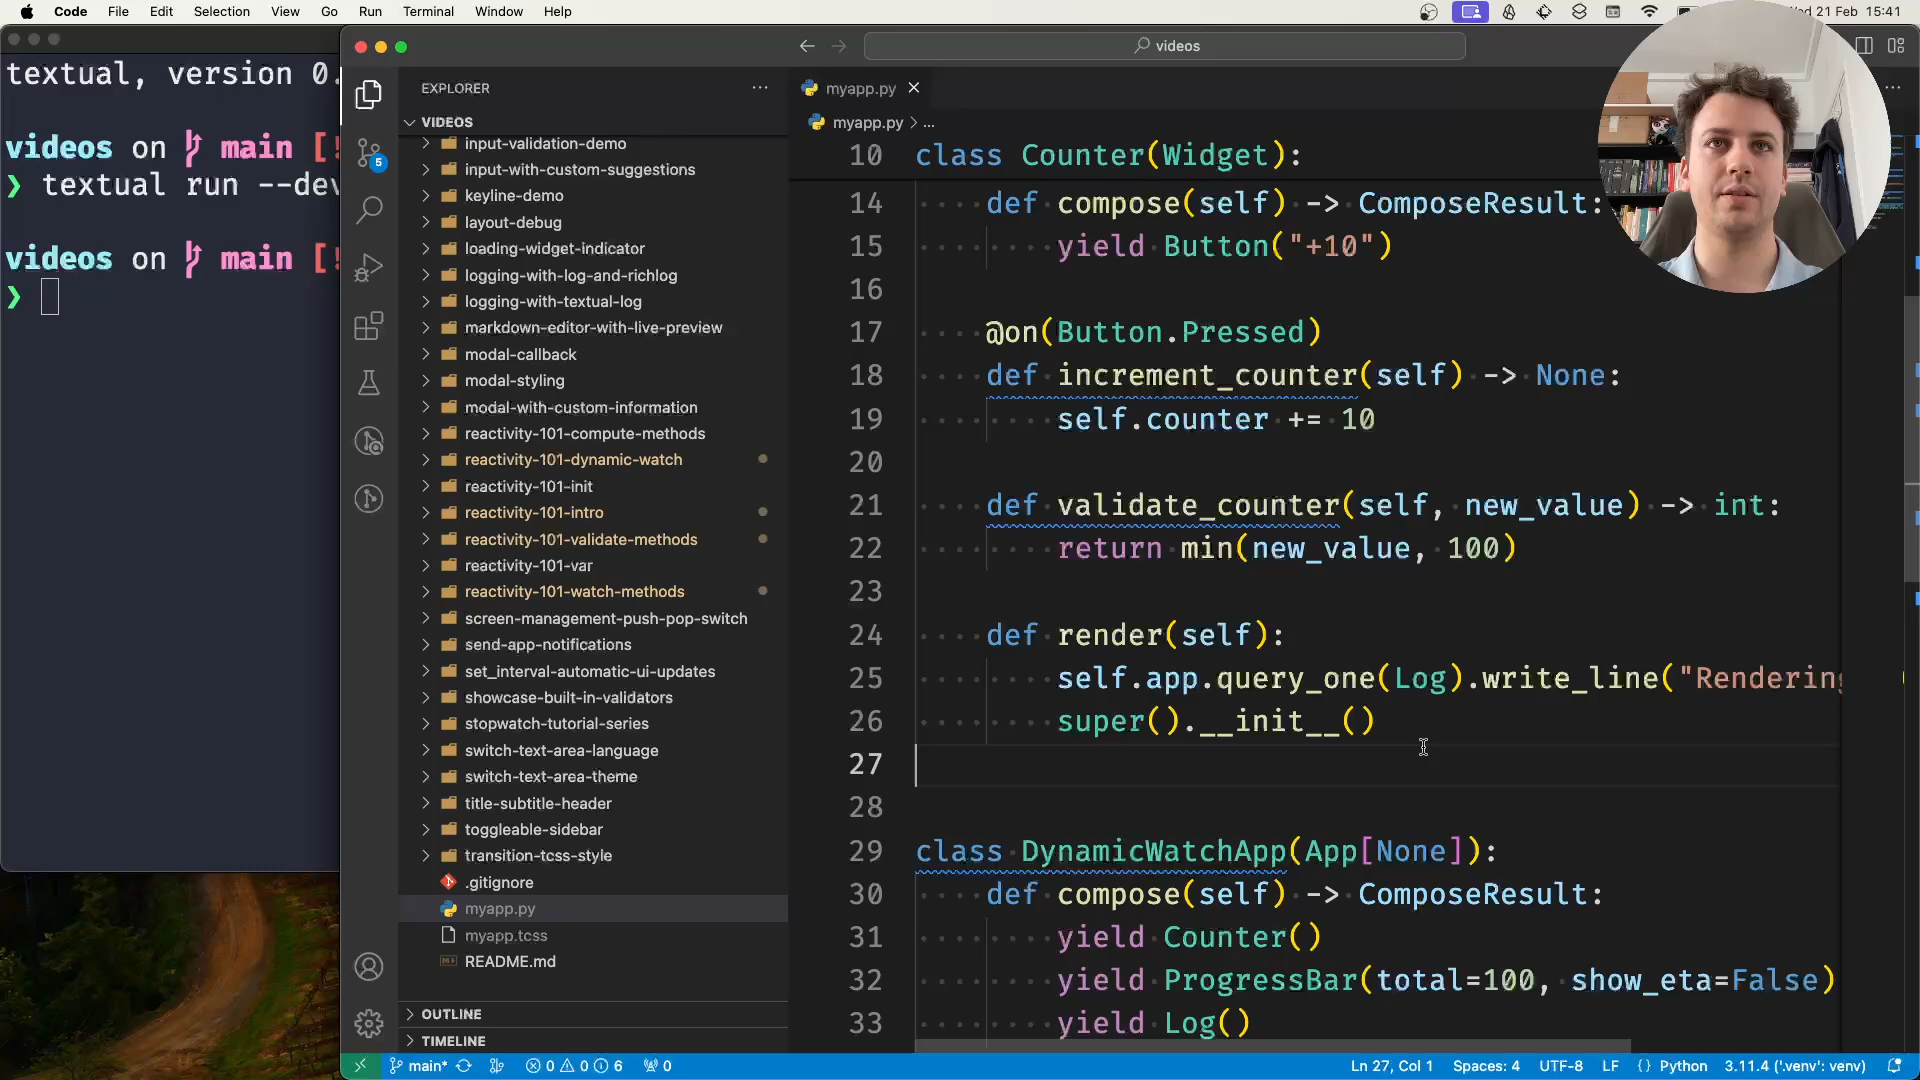 Code File Edit Selection View Go Run Terminal Window Help
Wed 21 Feb 15:41
textual, version 0.
videos on main [!
❯ textual run --dev
videos on main [!
❯
videos
EXPLORER
VIDEOS
input-validation-demo
input-with-custom-suggestions
keyline-demo
layout-debug
loading-widget-indicator
logging-with-log-and-richlog
logging-with-textual-log
markdown-editor-with-live-preview
modal-callback
modal-styling
modal-with-custom-information
reactivity-101-compute-methods
reactivity-101-dynamic-watch
reactivity-101-init
reactivity-101-intro
reactivity-101-validate-methods
reactivity-101-var
reactivity-101-watch-methods
screen-management-push-pop-switch
send-app-notifications
set_interval-automatic-ui-updates
showcase-built-in-validators
stopwatch-tutorial-series
switch-text-area-language
switch-text-area-theme
title-subtitle-header
toggleable-sidebar
transition-tcss-style
.gitignore
myapp.py
myapp.tcss
README.md
OUTLINE
TIMELINE
5
myapp.py
myapp.py > ...
10 class Counter(Widget):
14 def compose(self) -> ComposeResult:
15 yield Button("+10")
16
17 @on(Button.Pressed)
18 def increment_counter(self) -> None:
19 self.counter += 10
20
21 def validate_counter(self, new_value) -> int:
22 return min(new_value, 100)
23
24 def render(self):
25 self.app.query_one(Log).write_line("Rendering
26 super().__init__()
27
28
29 class DynamicWatchApp(App[None]):
30 def compose(self) -> ComposeResult:
31 yield Counter()
32 yield ProgressBar(total=100, show_eta=False)
33 yield Log()
main* 0 0 6 0 Ln 27, Col 1 Spaces: 4 UTF-8 LF {} Python 3.11.4 ('.venv': venv)